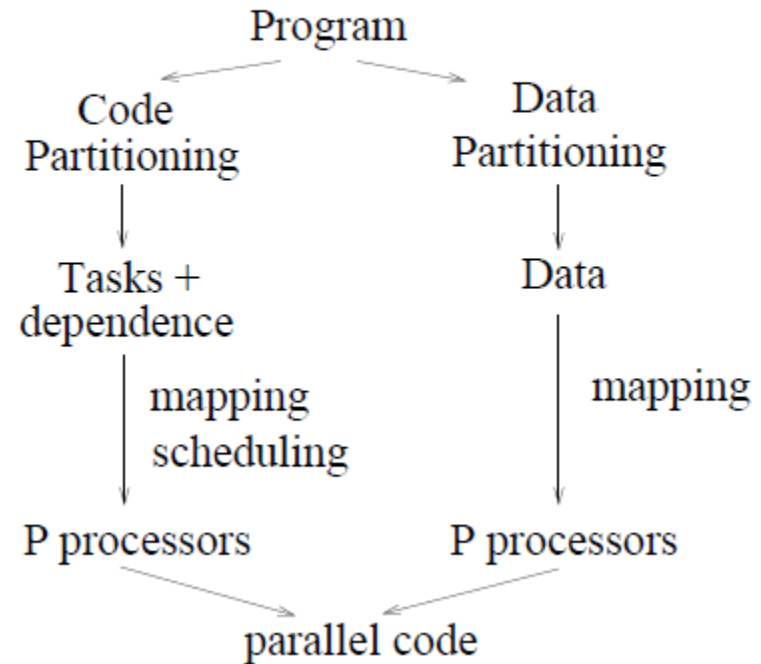 Program
Code
Partitioning
Data
Partitioning
Tasks +
dependence
Data
mapping
scheduling
mapping
P processors
P processors
parallel code